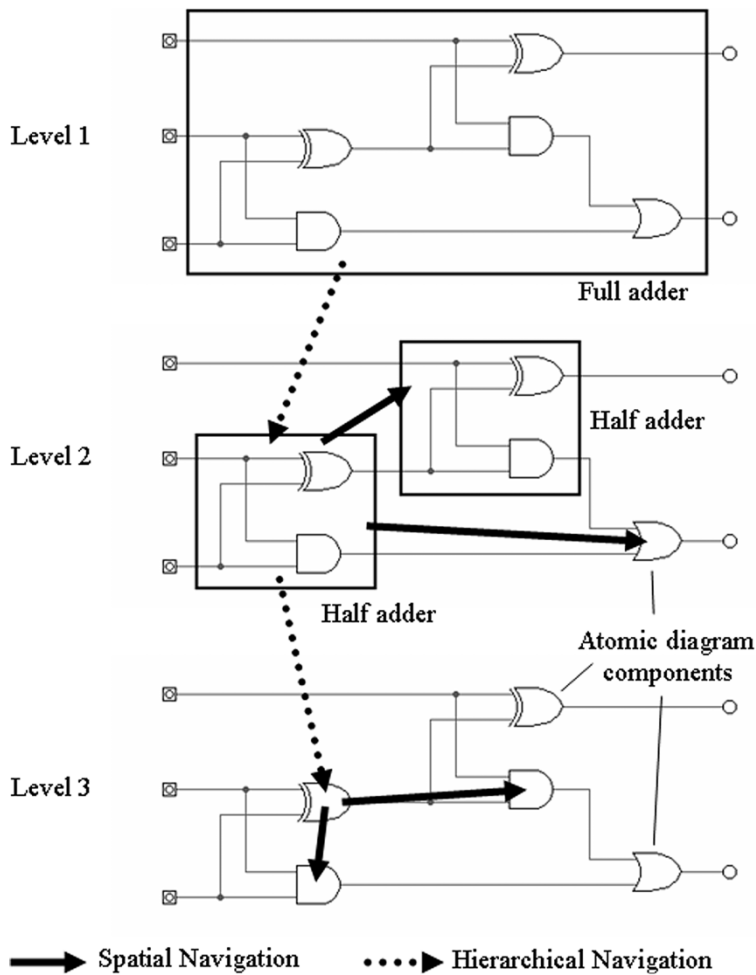 Level 1
Full adder
Half adder
Level 2
Half adder
Atomic diagram
components
Level 3
Spatial Navigation
Hierarchical Navigation